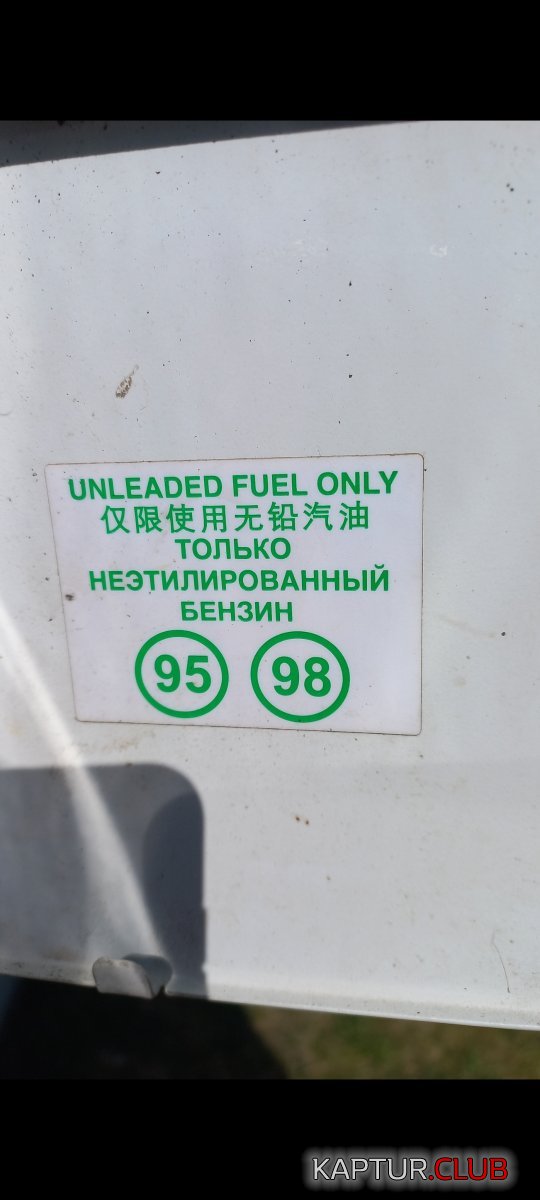 UNLEADED FUEL ONLY
仅限使用无铅汽油
ТОЛЬКО
НЕЭТИЛИРОВАННЫЙ
БЕНЗИН
95 98
KAPTUR.CLUB